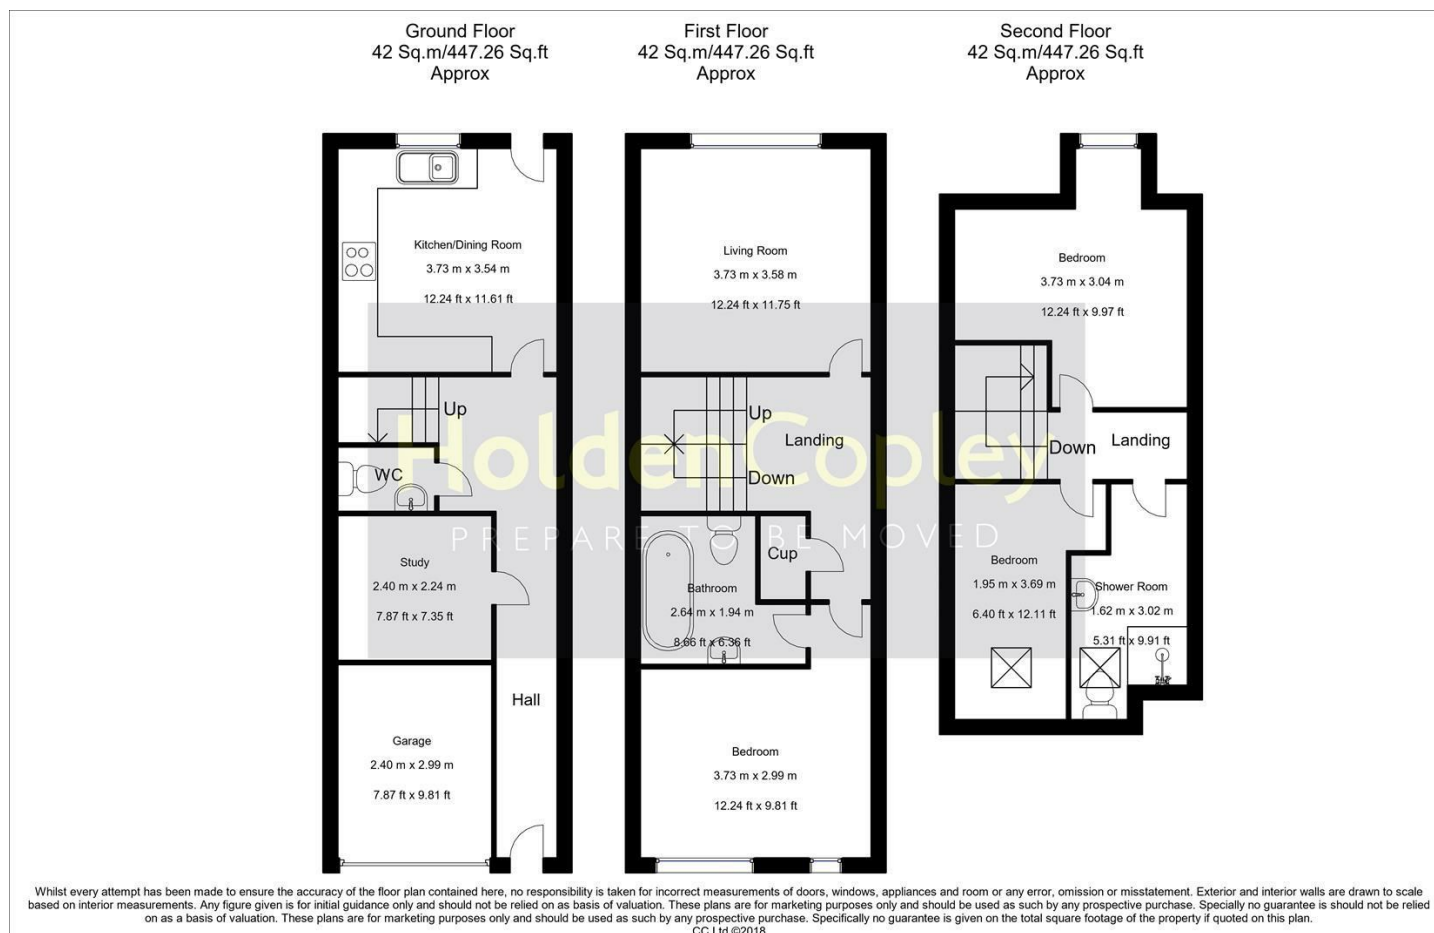 Ground Floor
42 Sq.m/447.26 Sq.ft
Approx
First Floor
42 Sq.m/447.26 Sq.ft
Approx
Second Floor
42 Sq.m/447.26 Sq.ft
Approx
Kitchen/Dining Room
3.73 m x 3.54 m
12.24 ft x 11.61 ft
Up
WC
Study
2.40 m x 2.24 m
7.87 ft x 7.35 ft
Hall
Garage
2.40 m x 2.99 m
7.87 ft x 9.81 ft
Living Room
3.73 m x 3.58 m
12.24 ft x 11.75 ft
Up
Landing
Down
Cup
Bathroom
2.64 m x 1.94 m
8.66 ft x 6.36 ft
Bedroom
3.73 m x 2.99 m
12.24 ft x 9.81 ft
Bedroom
3.73 m x 3.04 m
12.24 ft x 9.97 ft
Down
Landing
Bedroom
1.95 m x 3.69 m
6.40 ft x 12.11 ft
Shower Room
1.62 m x 3.02 m
5.31 ft x 9.91 ft
HoldenCopley
PREPARE TO BE MOVED
Whilst every attempt has been made to ensure the accuracy of the floor plan contained here, no responsibility is taken for incorrect measurements of doors, windows, appliances and room or any error, omission or misstatement. Exterior and interior walls are drawn to scale
based on interior measurements. Any figure given is for initial guidance only and should not be relied on as basis of valuation. These plans are for marketing purposes only and should be used as such by any prospective purchase. Specially no guarantee is should not be relied
on as a basis of valuation. These plans are for marketing purposes only and should be used as such by any prospective purchase. Specifically no guarantee is given on the total square footage of the property if quoted on this plan.
CC Ltd ©2018